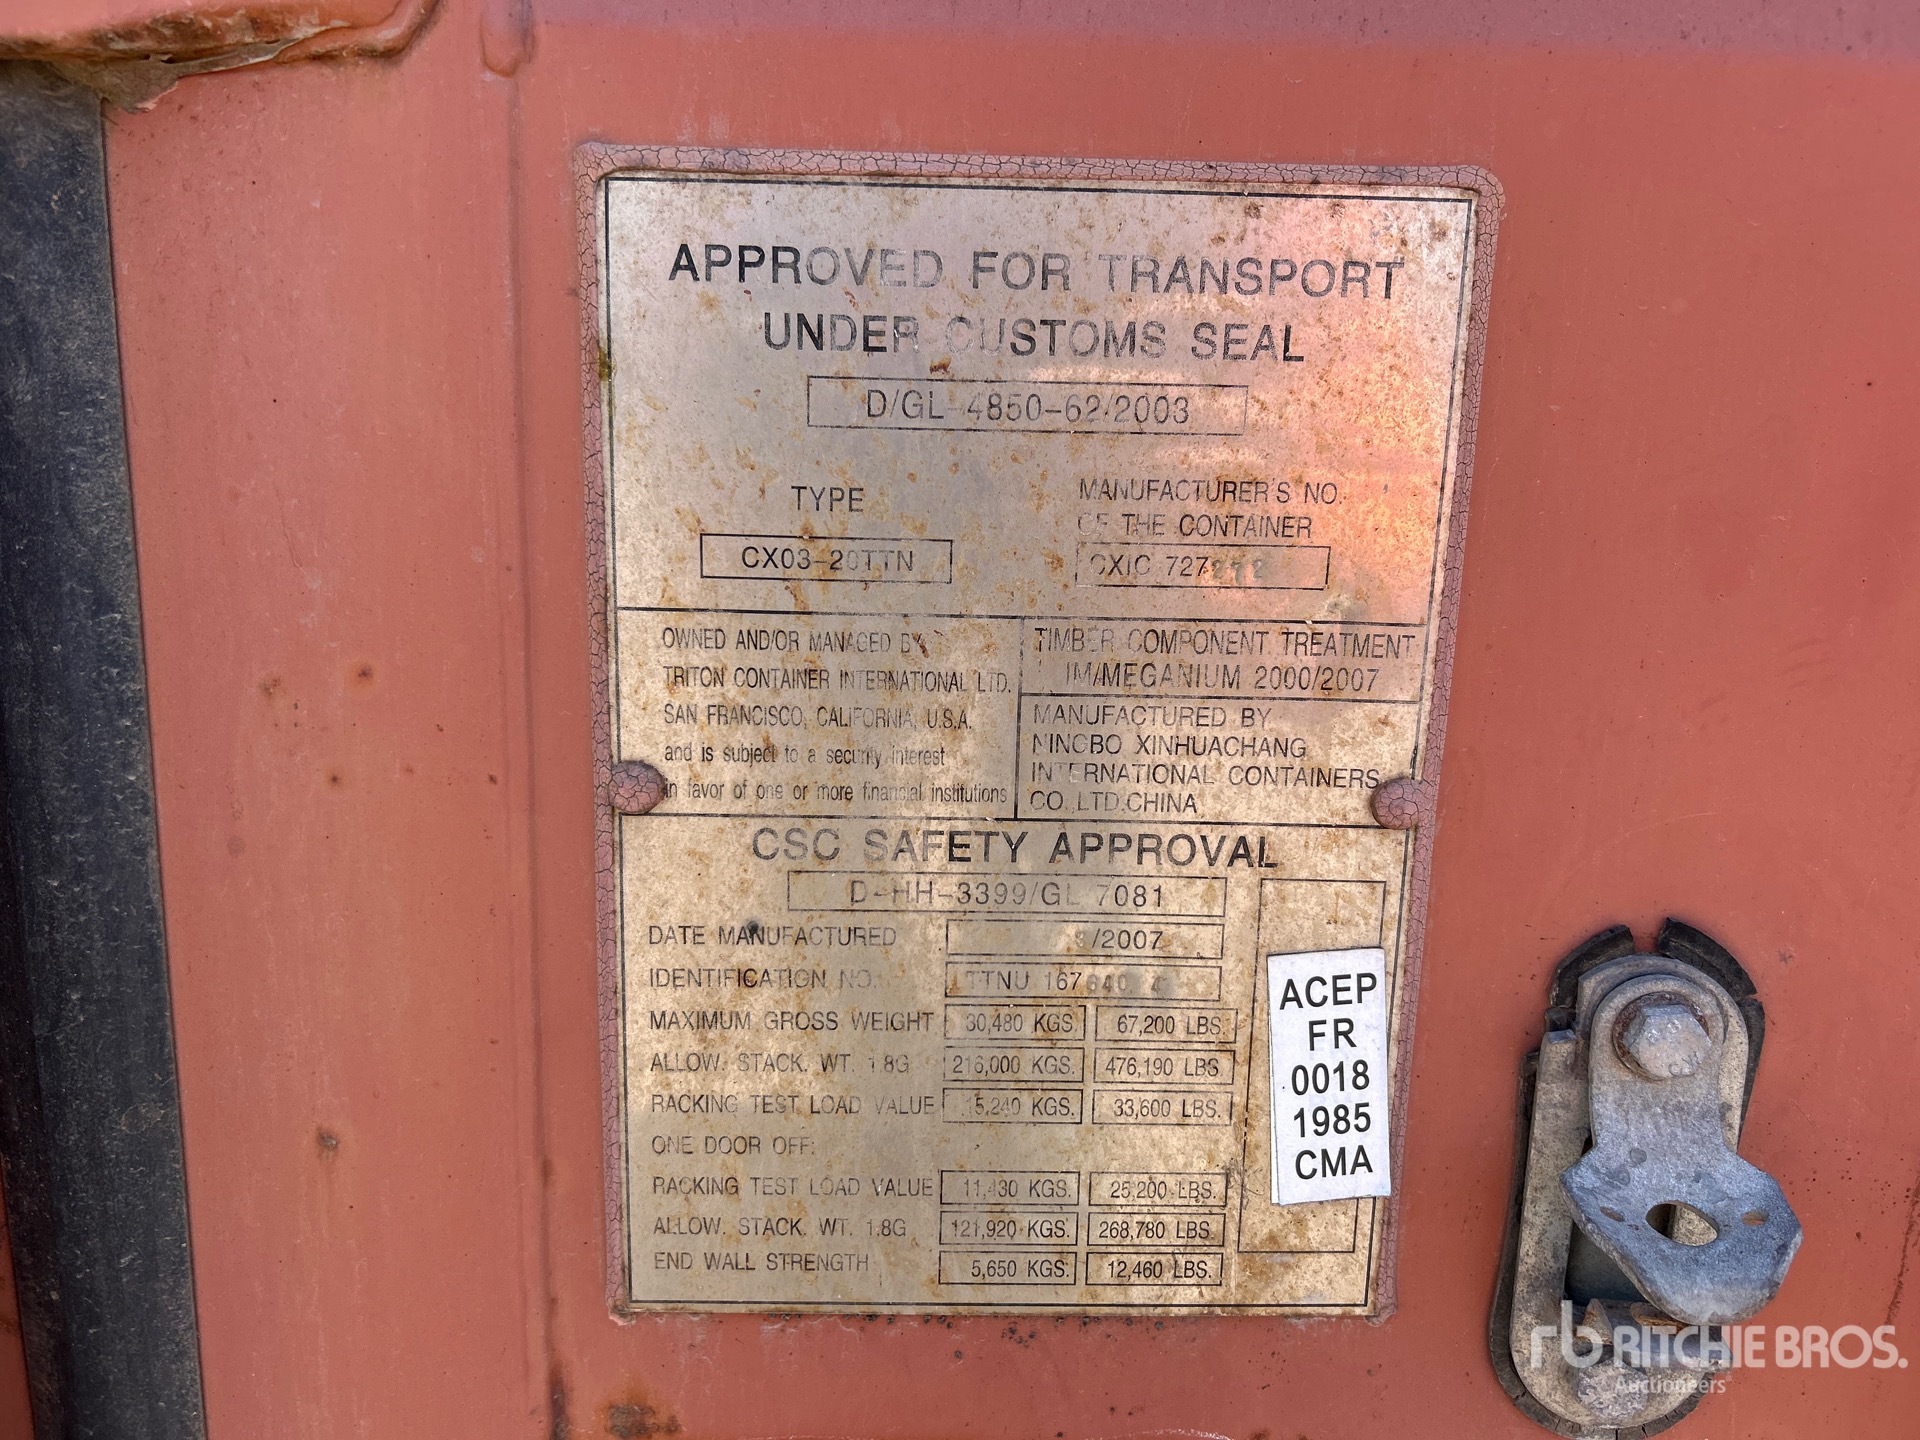 APPROVED FOR TRANSPORT
UNDER CUSTOMS SEAL
D/GL-4850-62/2003
TYPE
CX03-20TTN
MANUFACTURER'S NO.
OF THE CONTAINER
CXIC 727272
OWNED AND/OR MANAGED BY
TRITON CONTAINER INTERNATIONAL LTD.
SAN FRANCISCO, CALIFORNIA, U.S.A.
and is subject to a security interest
in favor of one or more financial institutions
TIMBER COMPONENT TREATMENT
IM/MEGANIUM 2000/2007
MANUFACTURED BY
NINGBO XINHUACHANG
INTERNATIONAL CONTAINERS
CO.,LTD.CHINA
CSC SAFETY APPROVAL
D-HH-3399/GL 7081
DATE MANUFACTURED /2007
IDENTIFICATION NO. TTNU 167640 4
MAXIMUM GROSS WEIGHT 30,480 KGS. 67,200 LBS.
ALLOW. STACK. WT. 1.8G 216,000 KGS. 476,190 LBS.
RACKING TEST LOAD VALUE 15,240 KGS. 33,600 LBS.
ONE DOOR OFF:
RACKING TEST LOAD VALUE 11,430 KGS. 25,200 LBS.
ALLOW. STACK. WT. 1.8G 121,920 KGS. 268,780 LBS.
END WALL STRENGTH 5,650 KGS. 12,460 LBS.
ACEP
FR
0018
1985
CMA
rb RITCHIE BROS.
Auctioneers